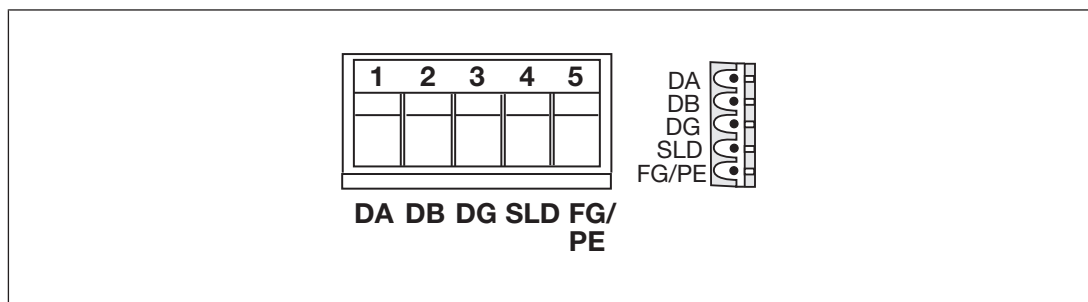 1 2 3 4 5
DA DB DG SLD FG/
PE
DA
DB
DG
SLD
FG/PE